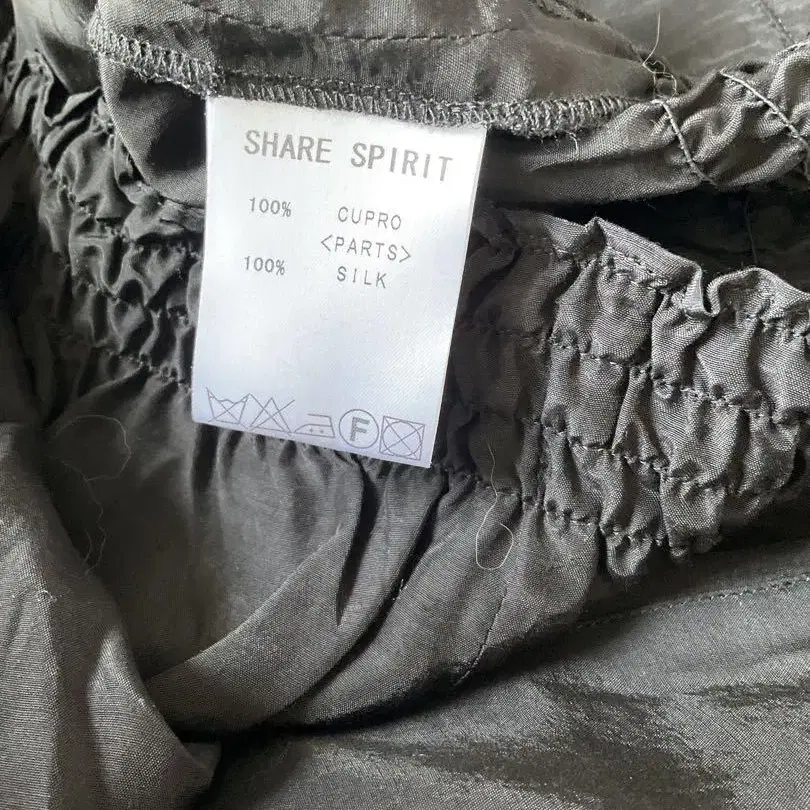 SHARE SPIRIT
100% CUPRO
<PARTS>
100% SILK
F